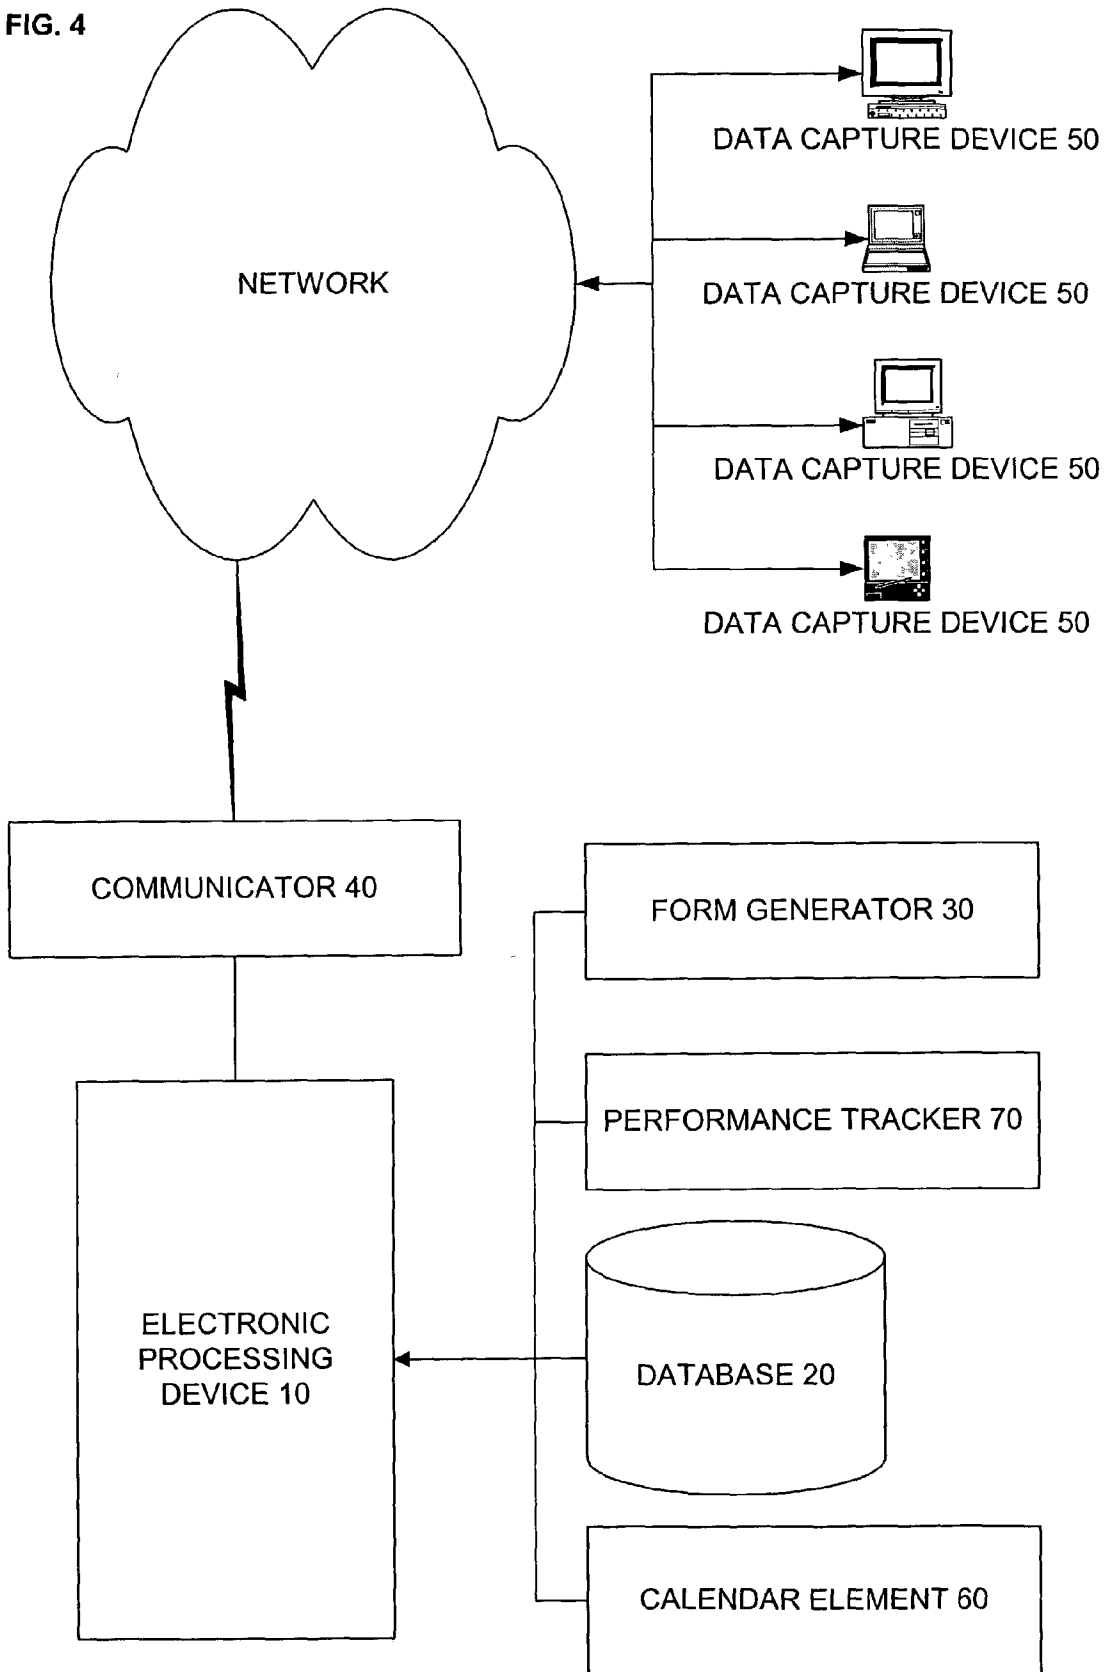 FIG. 4
DATA CAPTURE DEVICE 50
NETWORK
DATA CAPTURE DEVICE 50
DATA CAPTURE DEVICE 50
DATA CAPTURE DEVICE 50
COMMUNICATOR 40
FORM GENERATOR 30
PERFORMANCE TRACKER 70
ELECTRONIC
PROCESSING
DEVICE 10
DATABASE 20
CALENDAR ELEMENT 60